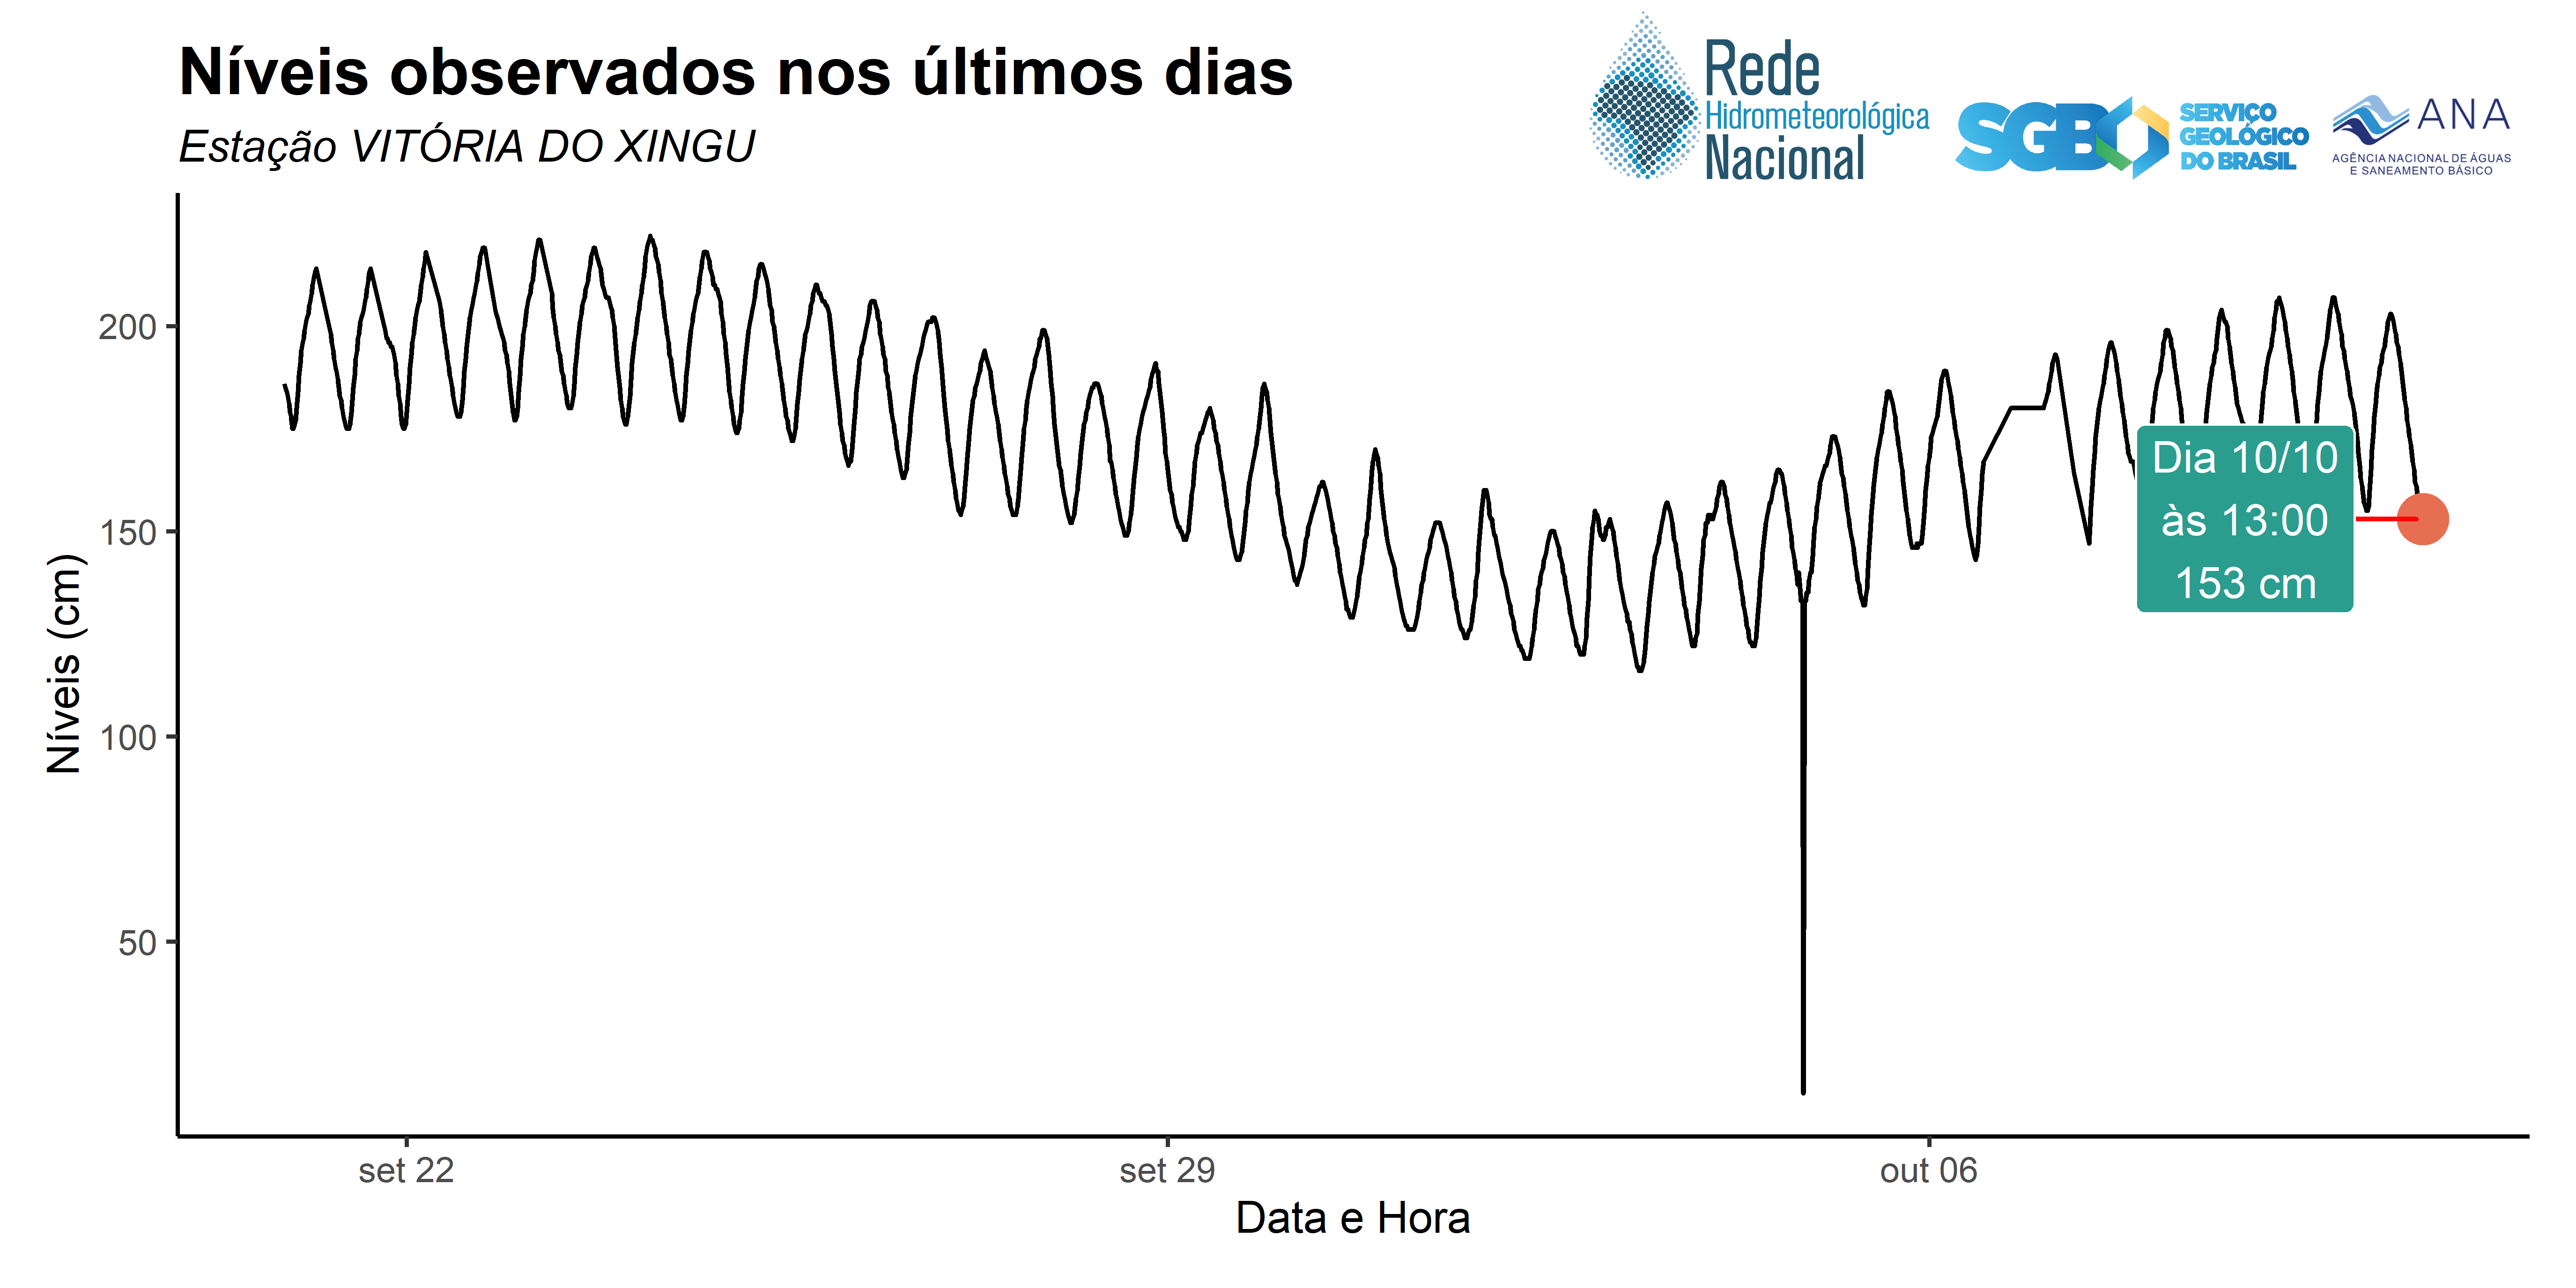 Níveis observados nos últimos dias
Estação VITÓRIA DO XINGU
Rede
Hidrometeorológica
Nacional
SGB
SERVIÇO
GEOLÓGICO
DO BRASIL
ANA
AGÊNCIA NACIONAL DE ÁGUAS
E SANEAMENTO BÁSICO
Níveis (cm)
200
150
100
50
Dia 10/10
às 13:00
153 cm
set 22
set 29
out 06
Data e Hora